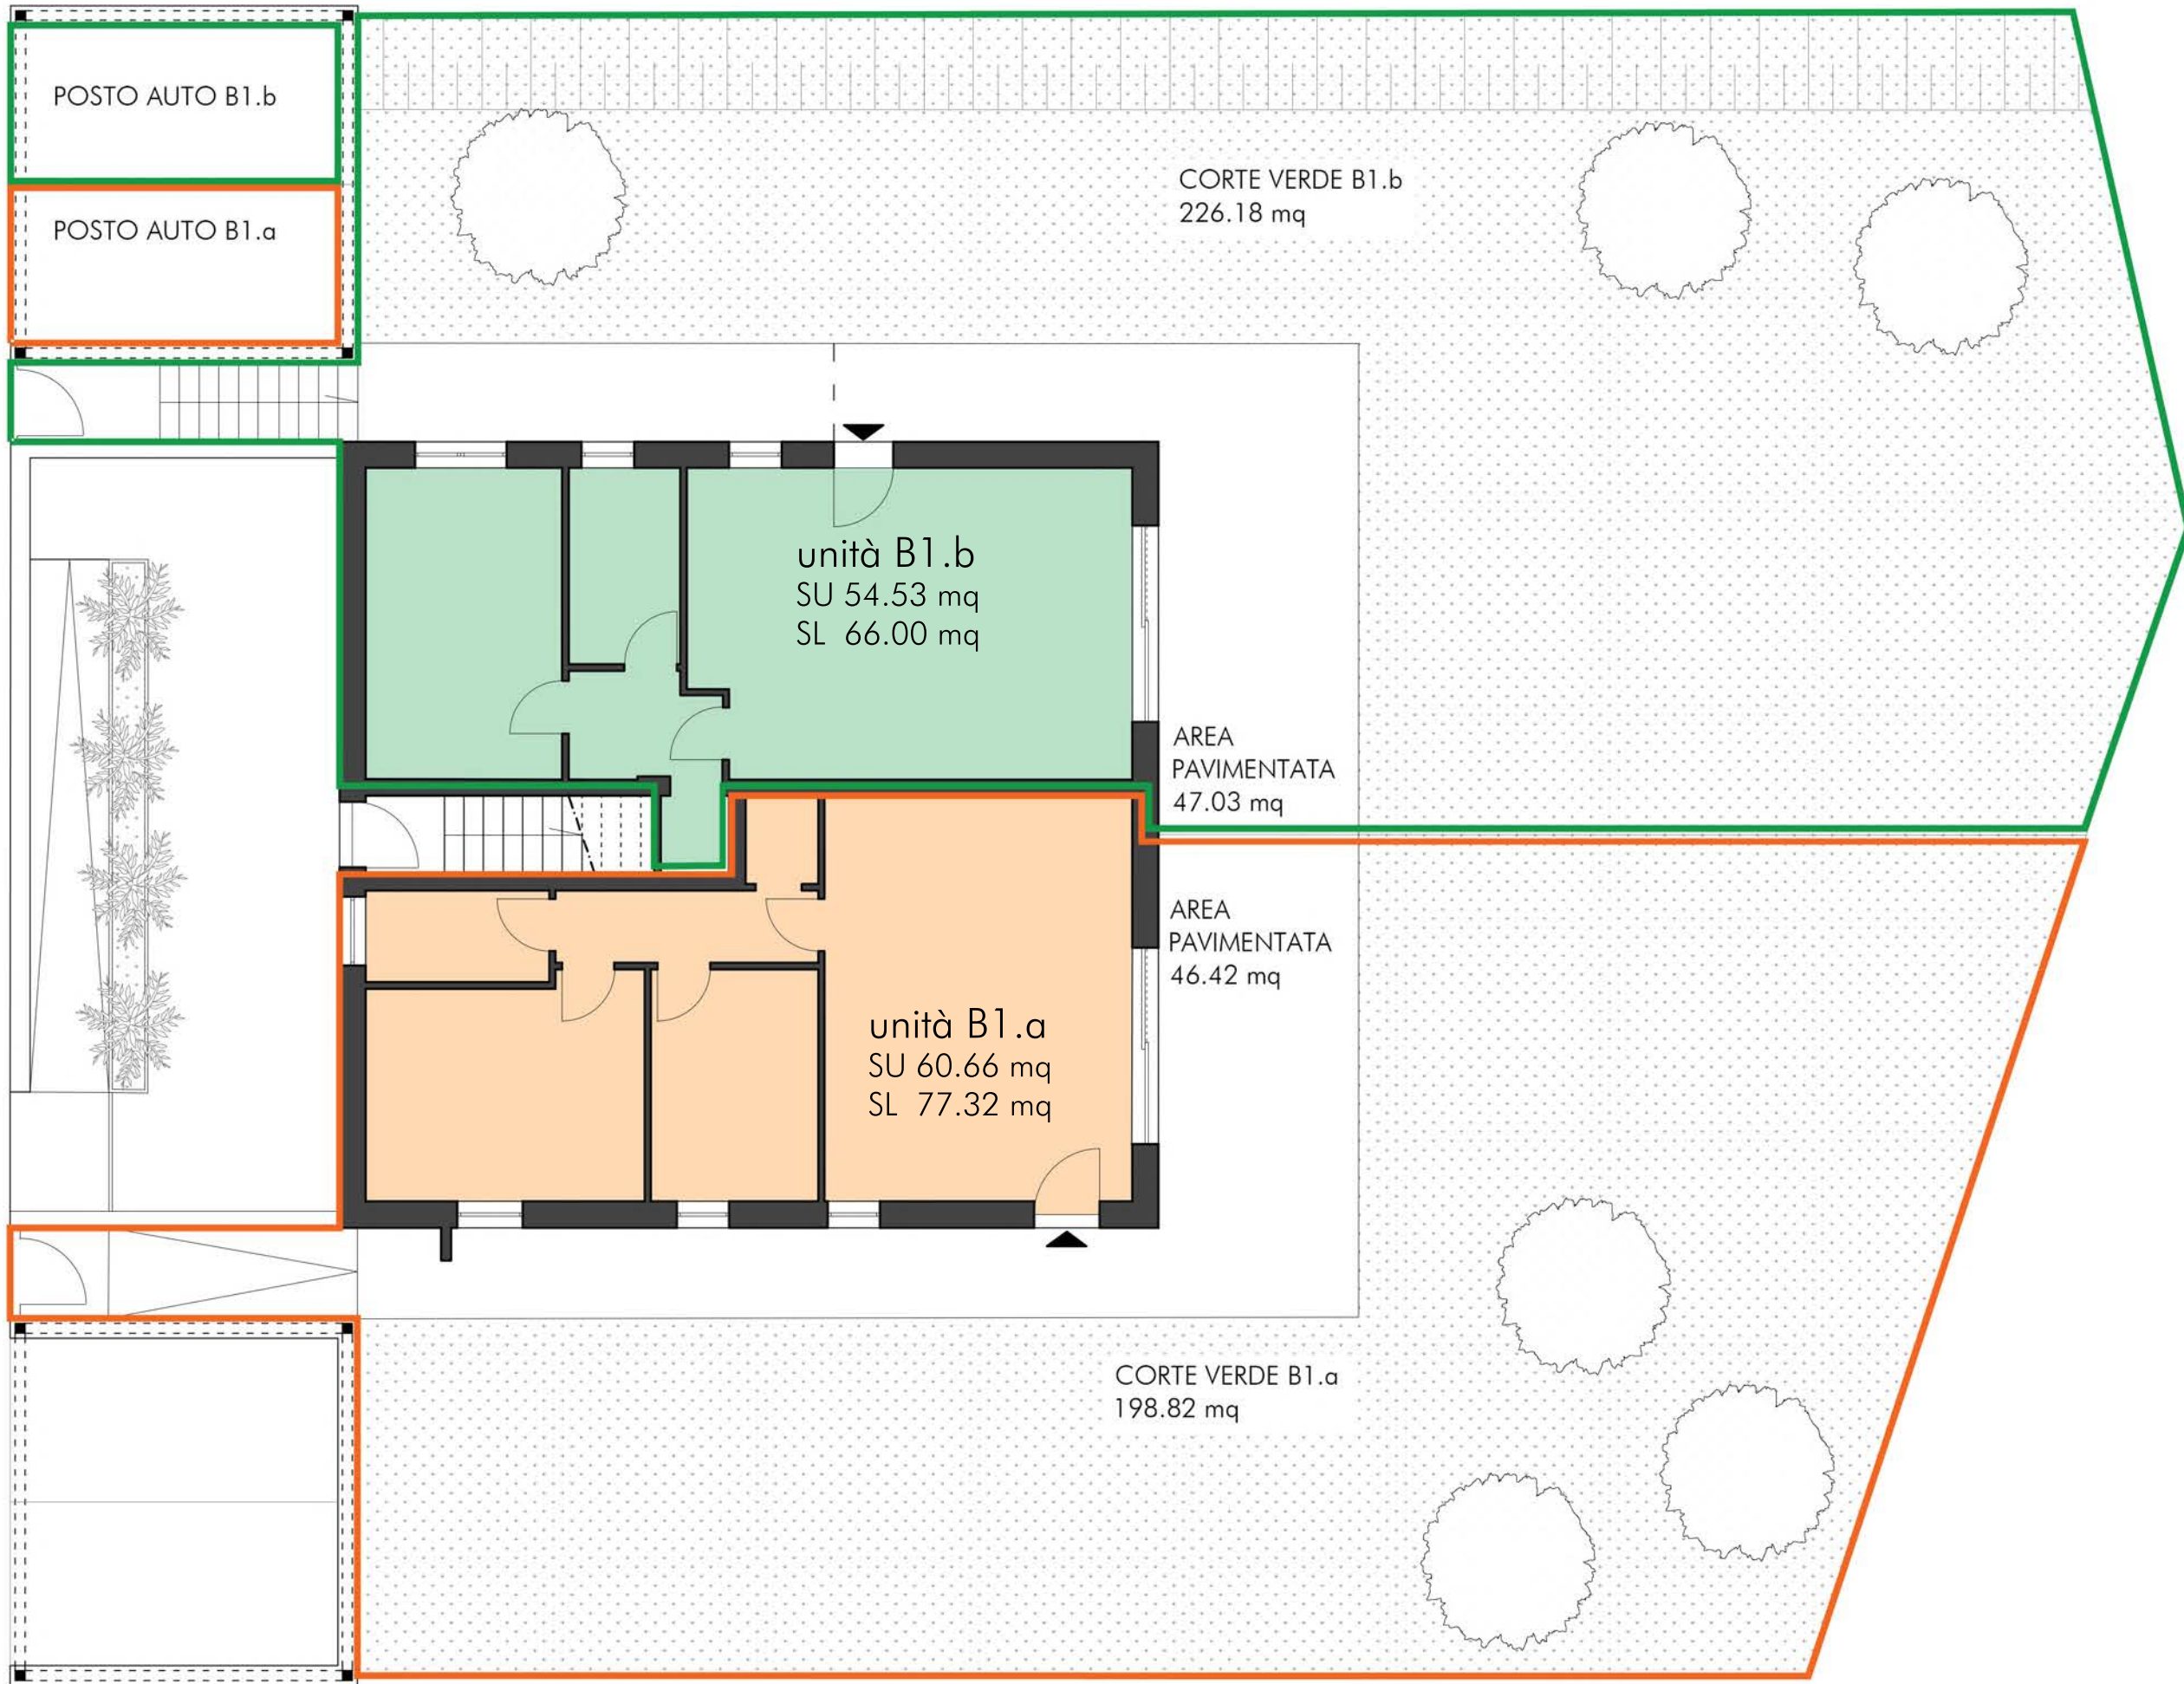 POSTO AUTO B1.b
POSTO AUTO B1.a
CORTE VERDE B1.b
226.18 mq
unità B1.b
SU 54.53 mq
SL 66.00 mq
AREA
PAVIMENTATA
47.03 mq
AREA
PAVIMENTATA
46.42 mq
unità B1.a
SU 60.66 mq
SL 77.32 mq
CORTE VERDE B1.a
198.82 mq